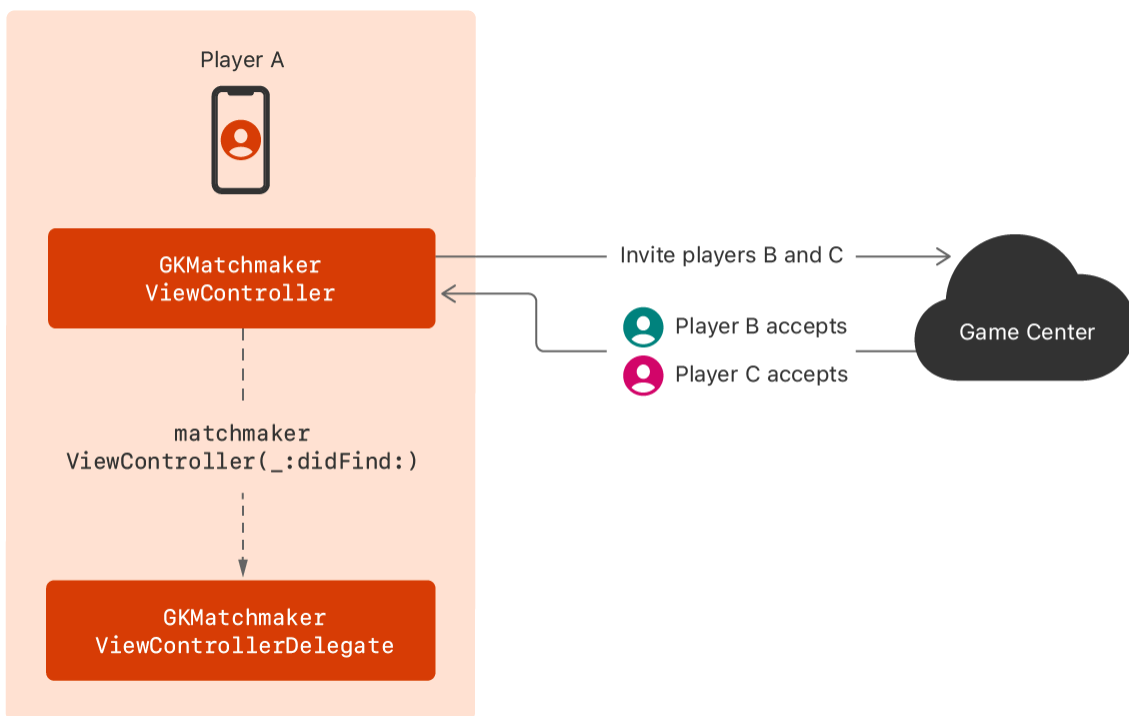 Player A
GKMatchmaker
ViewController
Invite players B and C
Player B accepts
Player C accepts
Game Center
matchmaker
ViewController(_:didFind:)
GKMatchmaker
ViewControllerDelegate